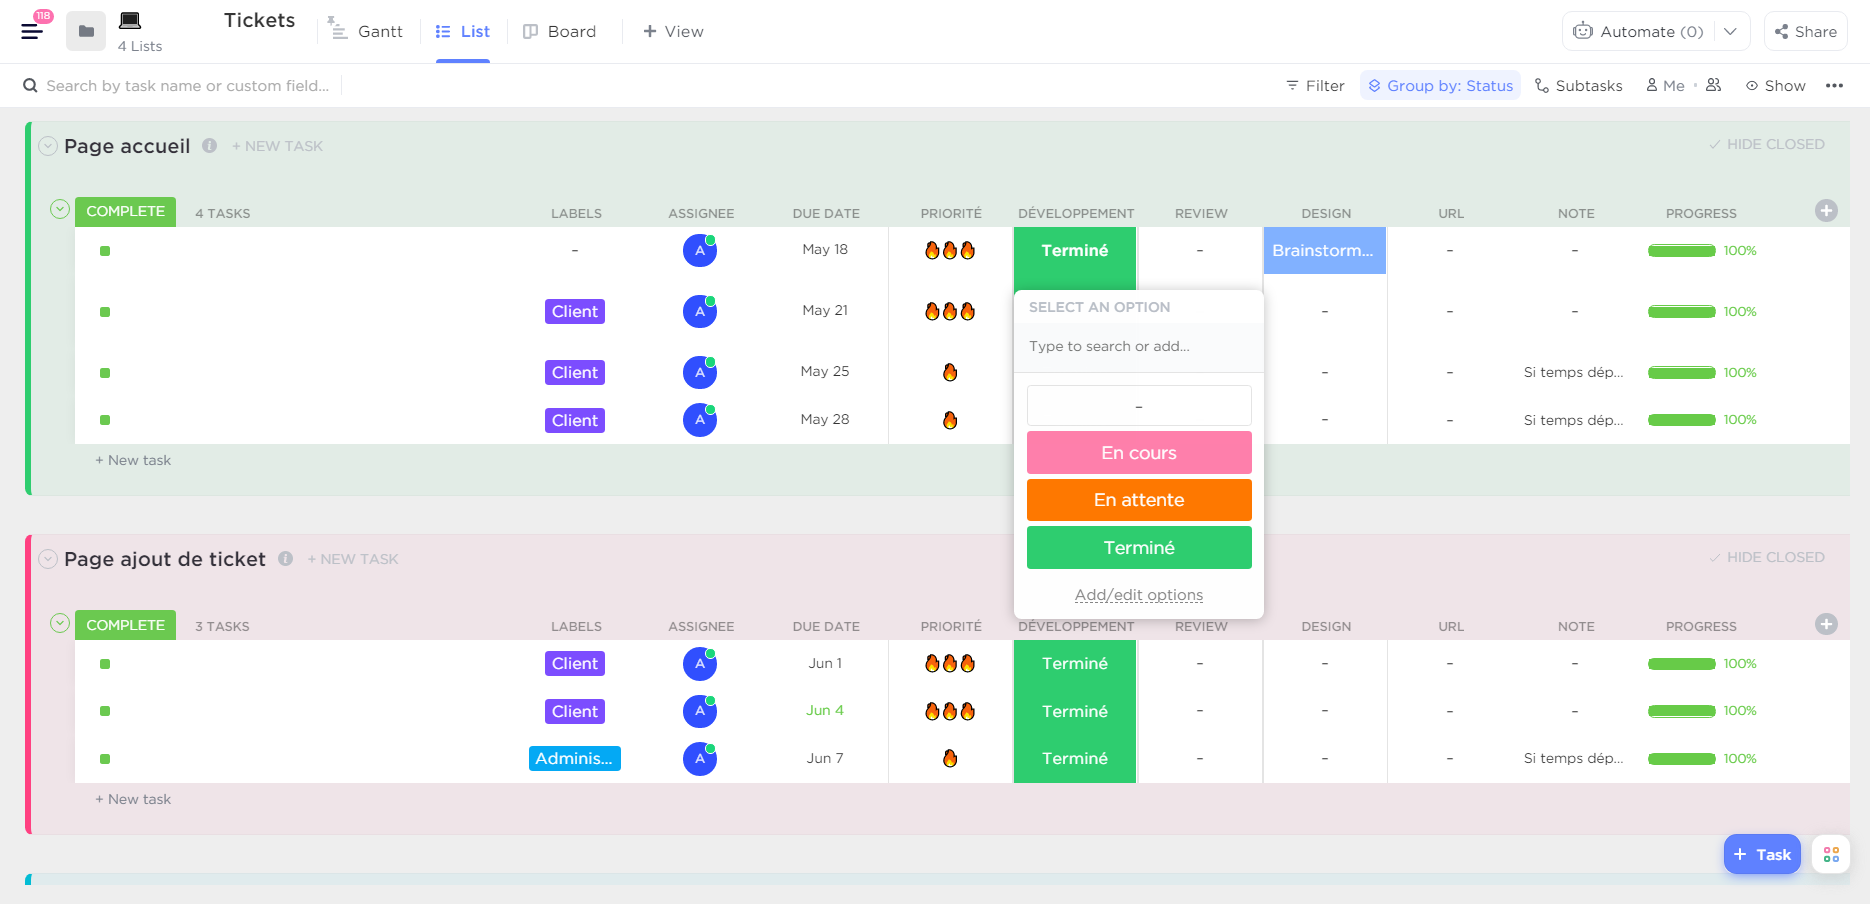 118
4 Lists
Tickets
Gantt
List
Board
+ View
Automate (0)
Share
Search by task name or custom field...
Filter
Group by: Status
Subtasks
Me
Show
Page accueil
+ NEW TASK
HIDE CLOSED
COMPLETE 4 TASKS LABELS ASSIGNEE DUE DATE PRIORITÉ DÉVELOPPEMENT REVIEW DESIGN URL NOTE PROGRESS
– A May 18 Terminé – Brainstorm... – – 100%
Client A May 21 – – – 100%
Client A May 25 – – Si temps dép... 100%
Client A May 28 – – Si temps dép... 100%
+ New task
SELECT AN OPTION
Type to search or add...
–
En cours
En attente
Terminé
Add/edit options
Page ajout de ticket
+ NEW TASK
HIDE CLOSED
COMPLETE 3 TASKS LABELS ASSIGNEE DUE DATE PRIORITÉ DÉVELOPPEMENT REVIEW DESIGN URL NOTE PROGRESS
Client A Jun 1 Terminé – – – – 100%
Client A Jun 4 Terminé – – – – 100%
Adminis... A Jun 7 Terminé – – – Si temps dép... 100%
+ New task
+ Task